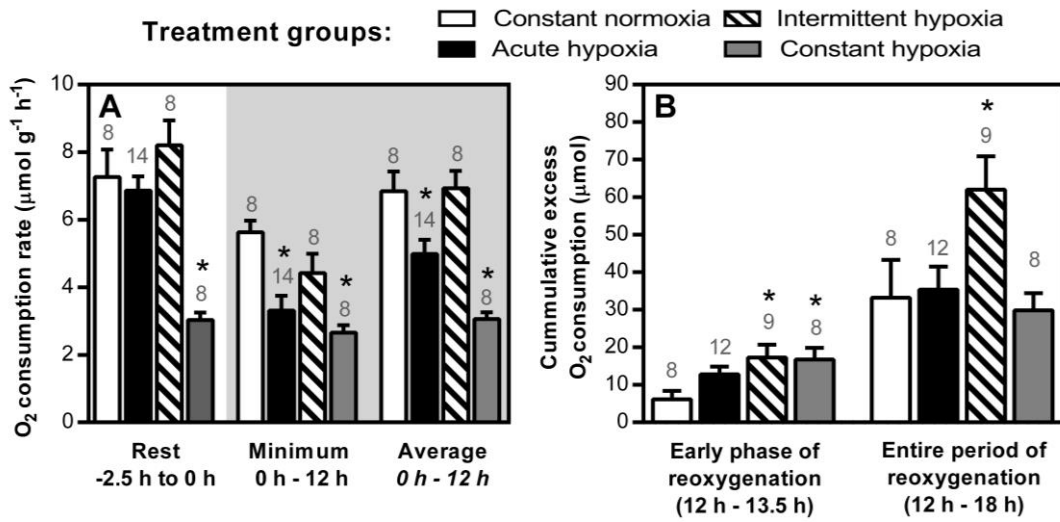 Treatment groups:
Constant normoxia
Intermittent hypoxia
Acute hypoxia
Constant hypoxia
A
O₂ consumption rate (μmol g⁻¹ h⁻¹)
10
8
6
4
2
0
8
14
8
*
8
8
*
14
8
*
8
8
*
14
8
*
8
Rest
-2.5 h to 0 h
Minimum
0 h - 12 h
Average
0 h - 12 h
B
Cummulative excess
O₂ consumption (μmol)
90
80
70
60
50
40
30
20
10
0
8
12
*
9
*
8
8
12
*
9
8
Early phase of
reoxygenation
(12 h - 13.5 h)
Entire period of
reoxygenation
(12 h - 18 h)